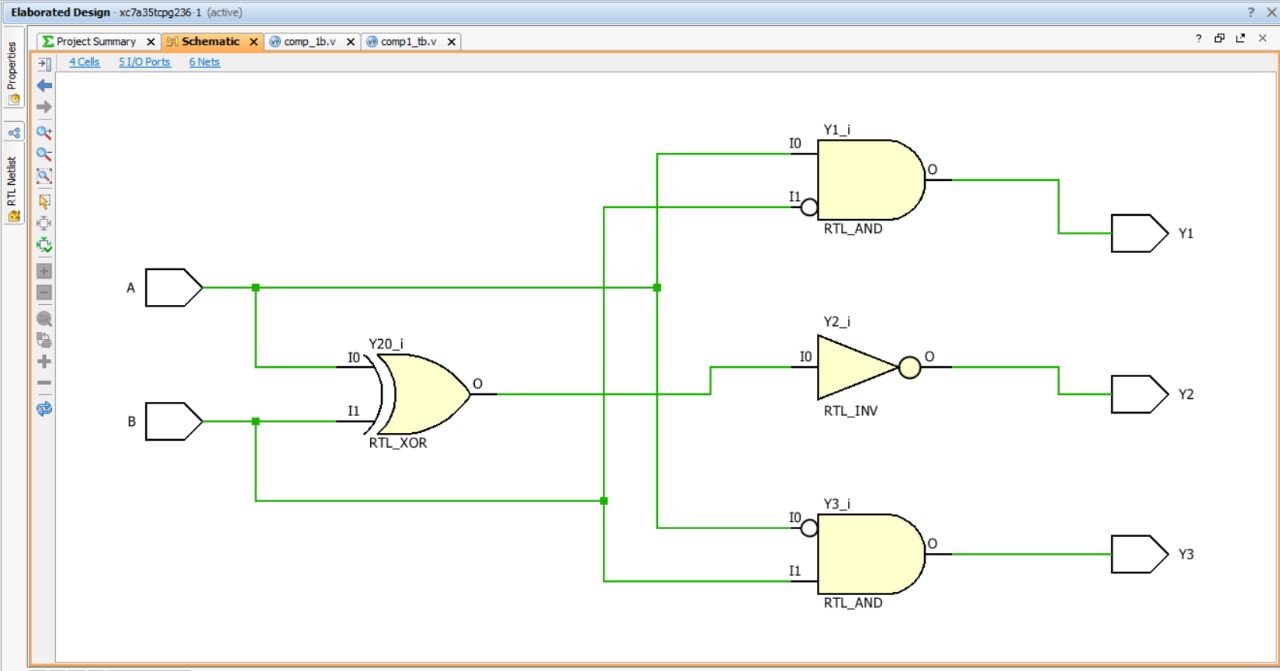 Elaborated Design - xc7a35tcpg236-1 (active)
Properties
RTL Netlist
Project Summary
Schematic
comp_1b.v
comp1_tb.v
4 Cells
5 I/O Ports
6 Nets
Y1_i
I0
I1
O
RTL_AND
Y1
A
Y20_i
I0
I1
O
RTL_XOR
B
Y2_i
I0
O
RTL_INV
Y2
Y3_i
I0
I1
O
RTL_AND
Y3